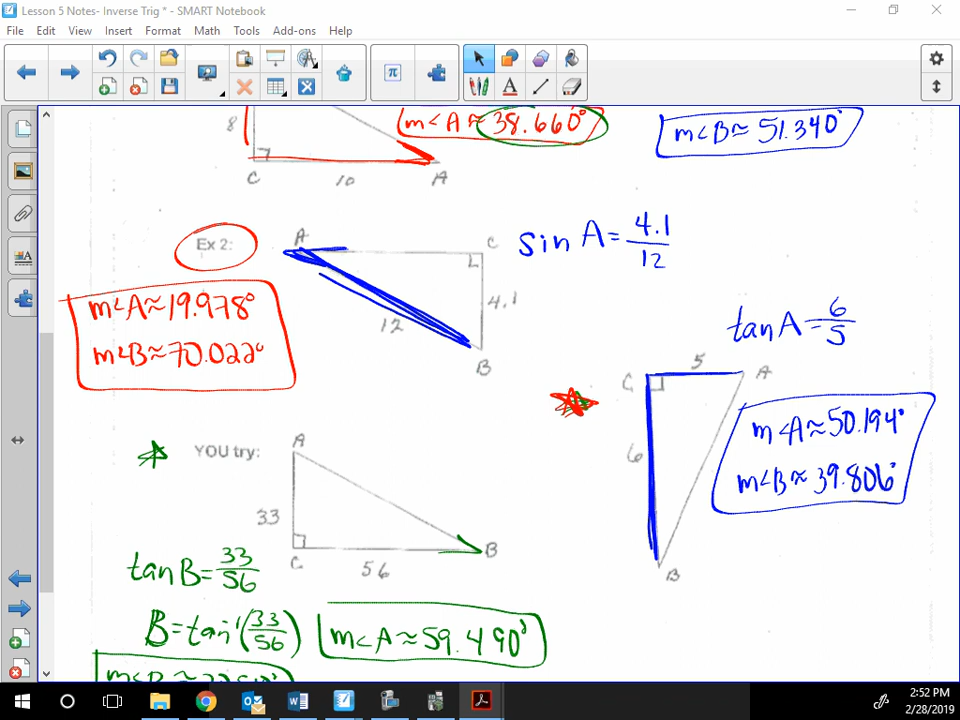 Lesson 5 Notes- Inverse Trig * - SMART Notebook
File Edit View Insert Format Math Tools Add-ons Help
π
8
m∠A≈38.660°
m∠B≈51.340°
C 10 A
Ex 2:
A C
sin A = 4.1/12
4.1
12
B
m∠A≈19.978°
m∠B≈70.022°
tan A = 6/5
5
C A
6
B
m∠A≈50.194°
m∠B≈39.806°
YOU try:
A
33
C 56 B
tan B = 33/56
B = tan⁻¹(33/56)
m∠A≈59.490°
2:52 PM
2/28/2019